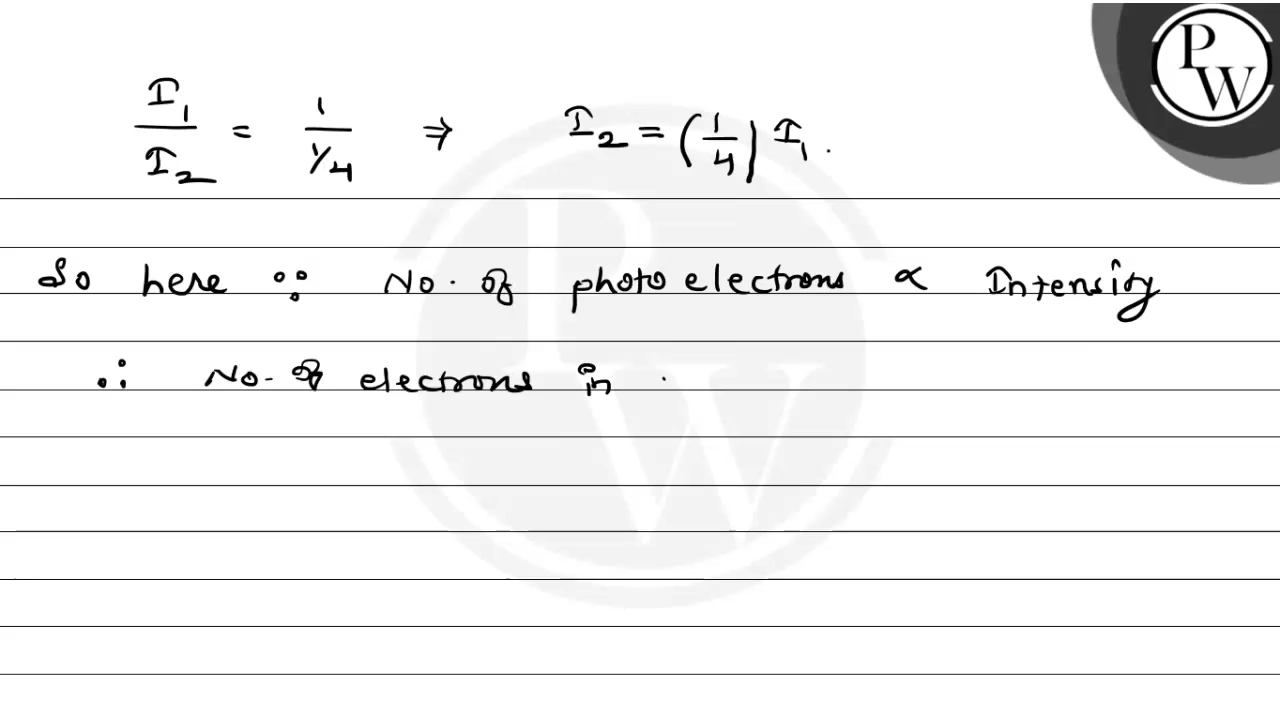 PW
I₁/I₂ = 1/(1/4) ⇒ I₂ = (1/4) I₁.
So here ∵ No. of photo electrons ∝ Intensity
∴ No. of electrons in